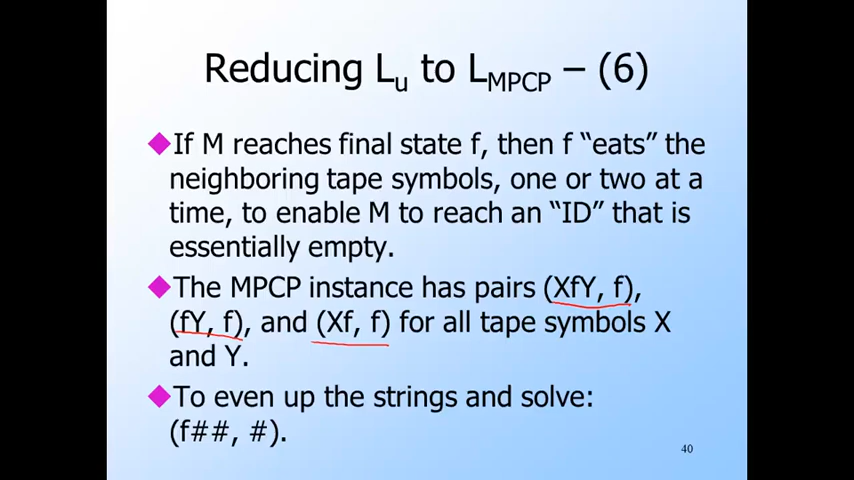 Reducing Lu to LMPCP – (6)
If M reaches final state f, then f “eats” the
neighboring tape symbols, one or two at a
time, to enable M to reach an “ID” that is
essentially empty.
The MPCP instance has pairs (XfY, f),
(fY, f), and (Xf, f) for all tape symbols X
and Y.
To even up the strings and solve:
(f##, #).
40